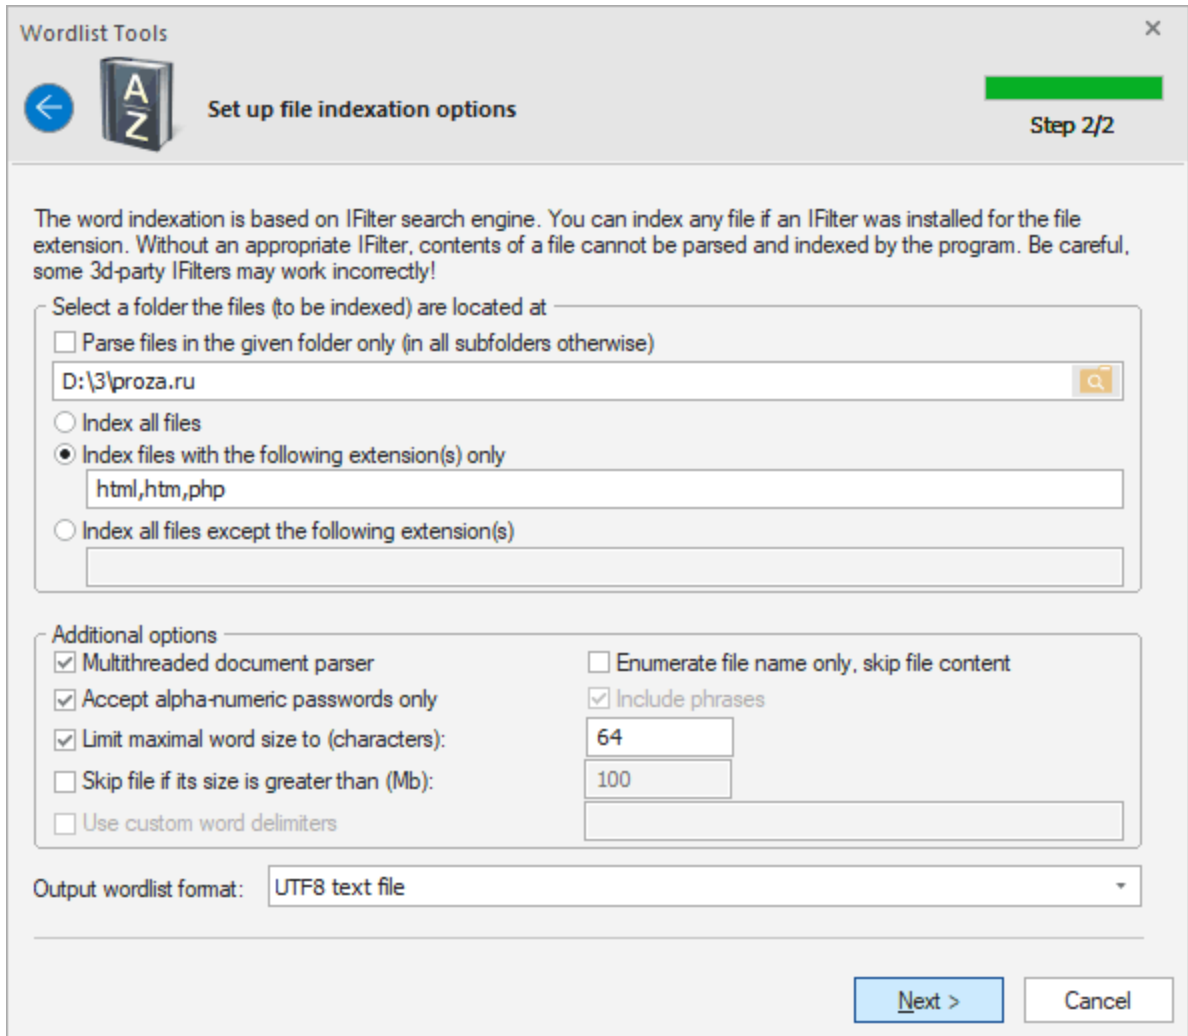 Wordlist Tools
A
Z
Set up file indexation options
Step 2/2
The word indexation is based on IFilter search engine. You can index any file if an IFilter was installed for the file
extension. Without an appropriate IFilter, contents of a file cannot be parsed and indexed by the program. Be careful,
some 3d-party IFilters may work incorrectly!
Select a folder the files (to be indexed) are located at
Parse files in the given folder only (in all subfolders otherwise)
D:\3\proza.ru
Index all files
Index files with the following extension(s) only
html,htm,php
Index all files except the following extension(s)
Additional options
Multithreaded document parser
Enumerate file name only, skip file content
Accept alpha-numeric passwords only
Include phrases
Limit maximal word size to (characters):
64
Skip file if its size is greater than (Mb):
100
Use custom word delimiters
Output wordlist format:
UTF8 text file
Next >
Cancel